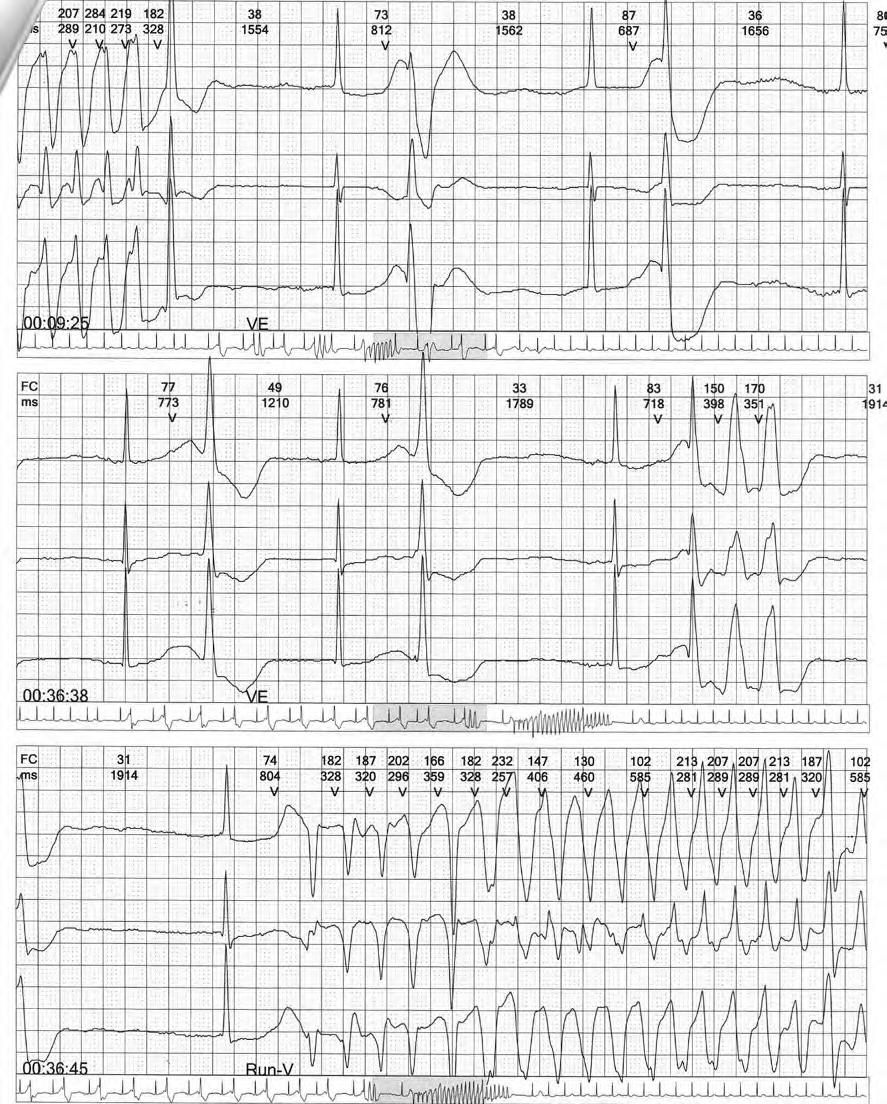 207 284 219 182 38 73 38 87 36
289 210 273 328 1554 812 1562 687 1656
V V V V V V
00:09:25 VE
FC 77 49 76 33 83 150 170 31
ms 773 1210 781 1789 718 398 351 1914
V V V V V
00:36:38 VE
FC 31 74 182 187 202 166 182 232 147 130 102 213 207 207 213 187 102
ms 1914 804 328 320 296 359 328 257 406 460 585 281 289 289 281 320 585
V V V V V V V V V V V V V V V
00:36:45 Run-V